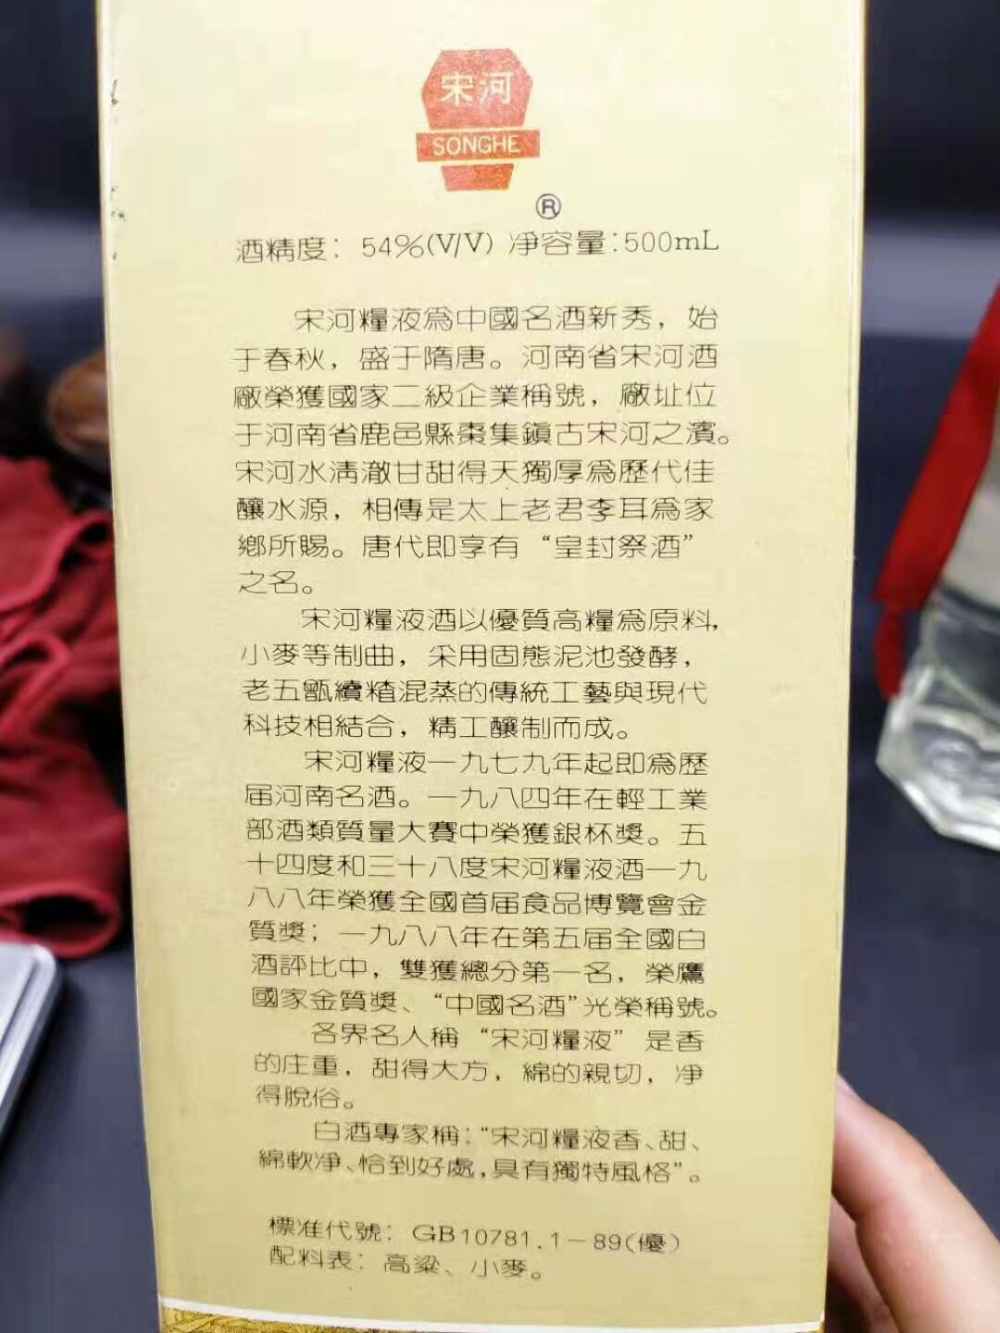 宋河
SONGHE
®
酒精度：54%(V/V) 净容量:500mL
宋河糧液爲中國名酒新秀，始
于春秋，盛于隋唐。河南省宋河酒
廠榮獲國家二級企業稱號，廠址位
于河南省鹿邑縣棗集鎮古宋河之濱。
宋河水清澈甘甜得天獨厚爲歷代佳
釀水源，相傳是太上老君李耳爲家
鄉所賜。唐代即享有“皇封祭酒”
之名。
宋河糧液酒以優質高糧爲原料，
小麥等制曲，采用固態泥池發酵，
老五甑續楂混蒸的傳統工藝與現代
科技相結合，精工釀制而成。
宋河糧液一九七九年起即爲歷
届河南名酒。一九八四年在輕工業
部酒類質量大賽中榮獲銀杯獎。五
十四度和三十八度宋河糧液酒一九
八八年榮獲全國首届食品博覽會金
質獎；一九八八年在第五届全國白
酒評比中，雙獲總分第一名，榮鷹
國家金質獎、“中國名酒”光榮稱號。
各界名人稱“宋河糧液”是香
的庄重，甜得大方，綿的親切，净
得脫俗。
白酒專家稱:“宋河糧液香、甜、
綿軟净、恰到好處，具有獨特風格”。
標准代號：GB10781.1－89(優)
配料表：高粱、小麥。